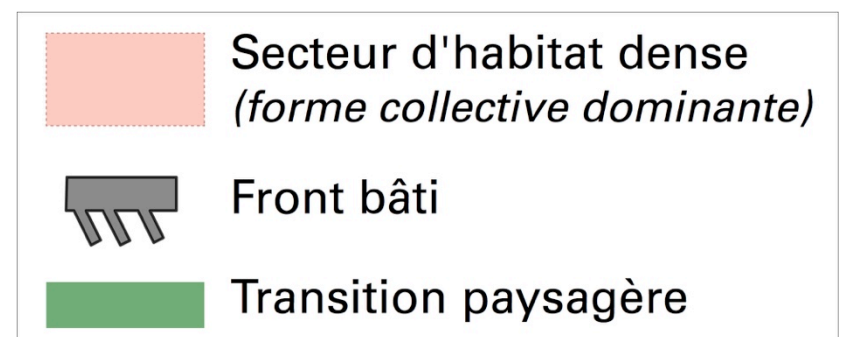 Secteur d'habitat dense
(forme collective dominante)
Front bâti
Transition paysagère